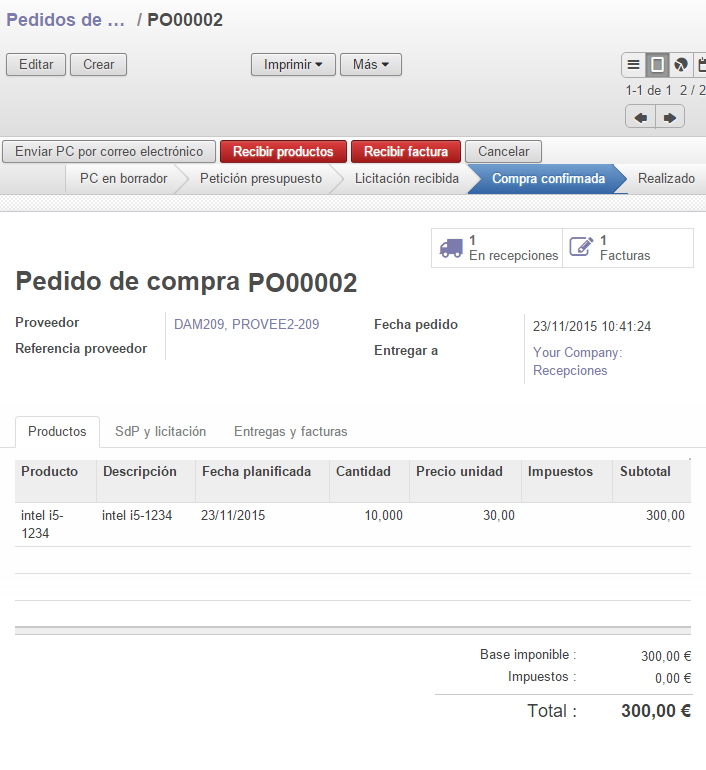 Pedidos de ... / PO00002
Editar Crear Imprimir Más
1-1 de 1 2 / 2
Enviar PC por correo electrónico Recibir productos Recibir factura Cancelar
PC en borrador Petición presupuesto Licitación recibida Compra confirmada Realizado
1 En recepciones
1 Facturas
Pedido de compra PO00002
Proveedor DAM209, PROVEE2-209
Referencia proveedor
Fecha pedido 23/11/2015 10:41:24
Entregar a Your Company:
Recepciones
Productos SdP y licitación Entregas y facturas
Producto Descripción Fecha planificada Cantidad Precio unidad Impuestos Subtotal
intel i5- intel i5-1234 23/11/2015 10,000 30,00 300,00
1234
Base imponible : 300,00 €
Impuestos : 0,00 €
Total : 300,00 €